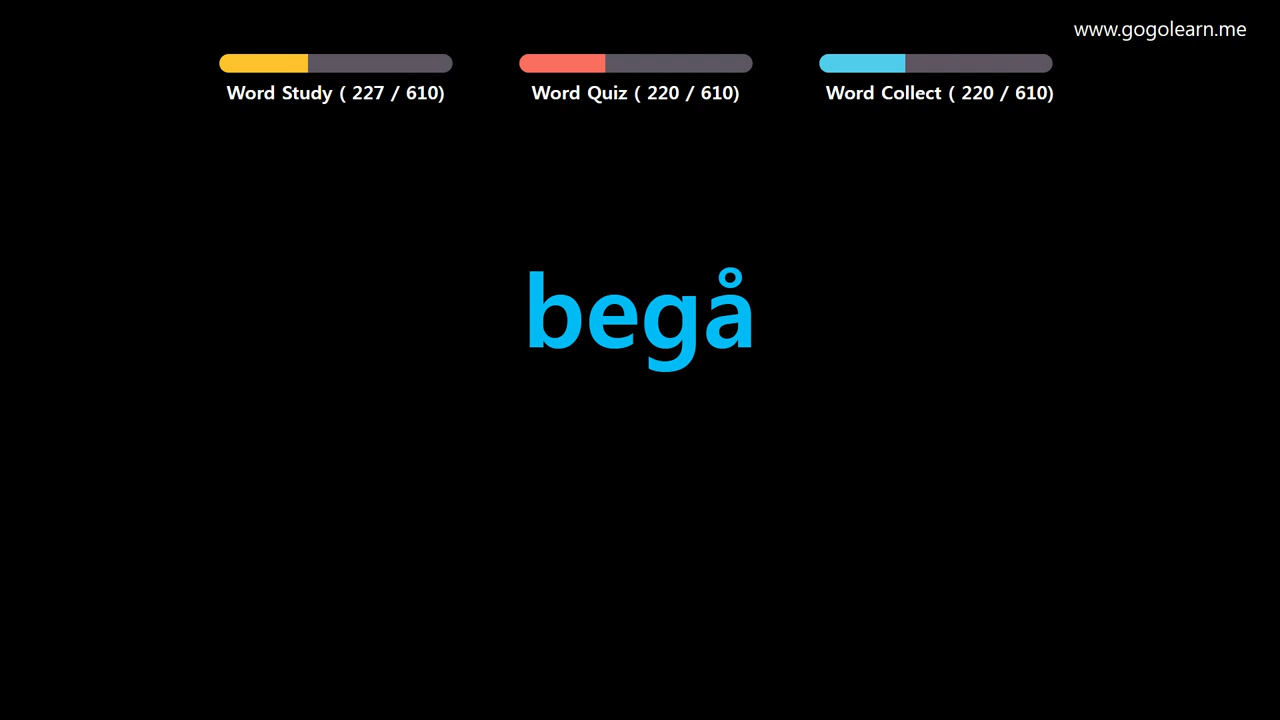 www.gogolearn.me
Word Study ( 227 / 610)
Word Quiz ( 220 / 610)
Word Collect ( 220 / 610)
begå